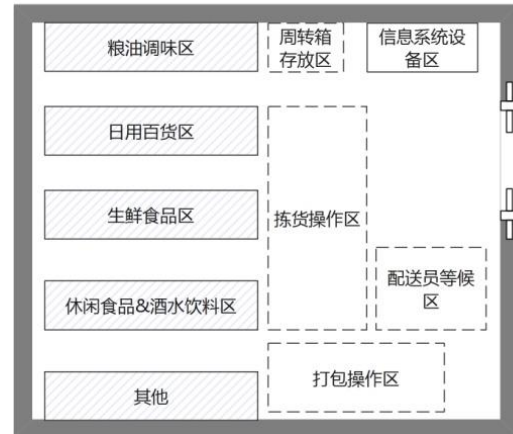 粮油调味区
周转箱
存放区
信息系统设
备区
日用百货区
生鲜食品区
拣货操作区
休闲食品&酒水饮料区
配送员等候
区
打包操作区
其他